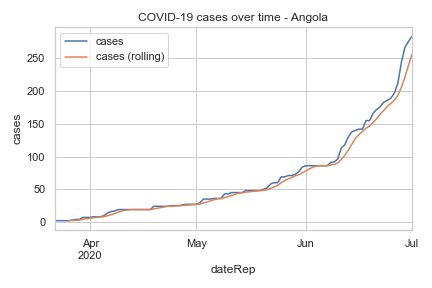 COVID-19 cases over time - Angola
cases
cases (rolling)
cases
250
200
150
100
50
0
Apr
2020
May
Jun
Jul
dateRep